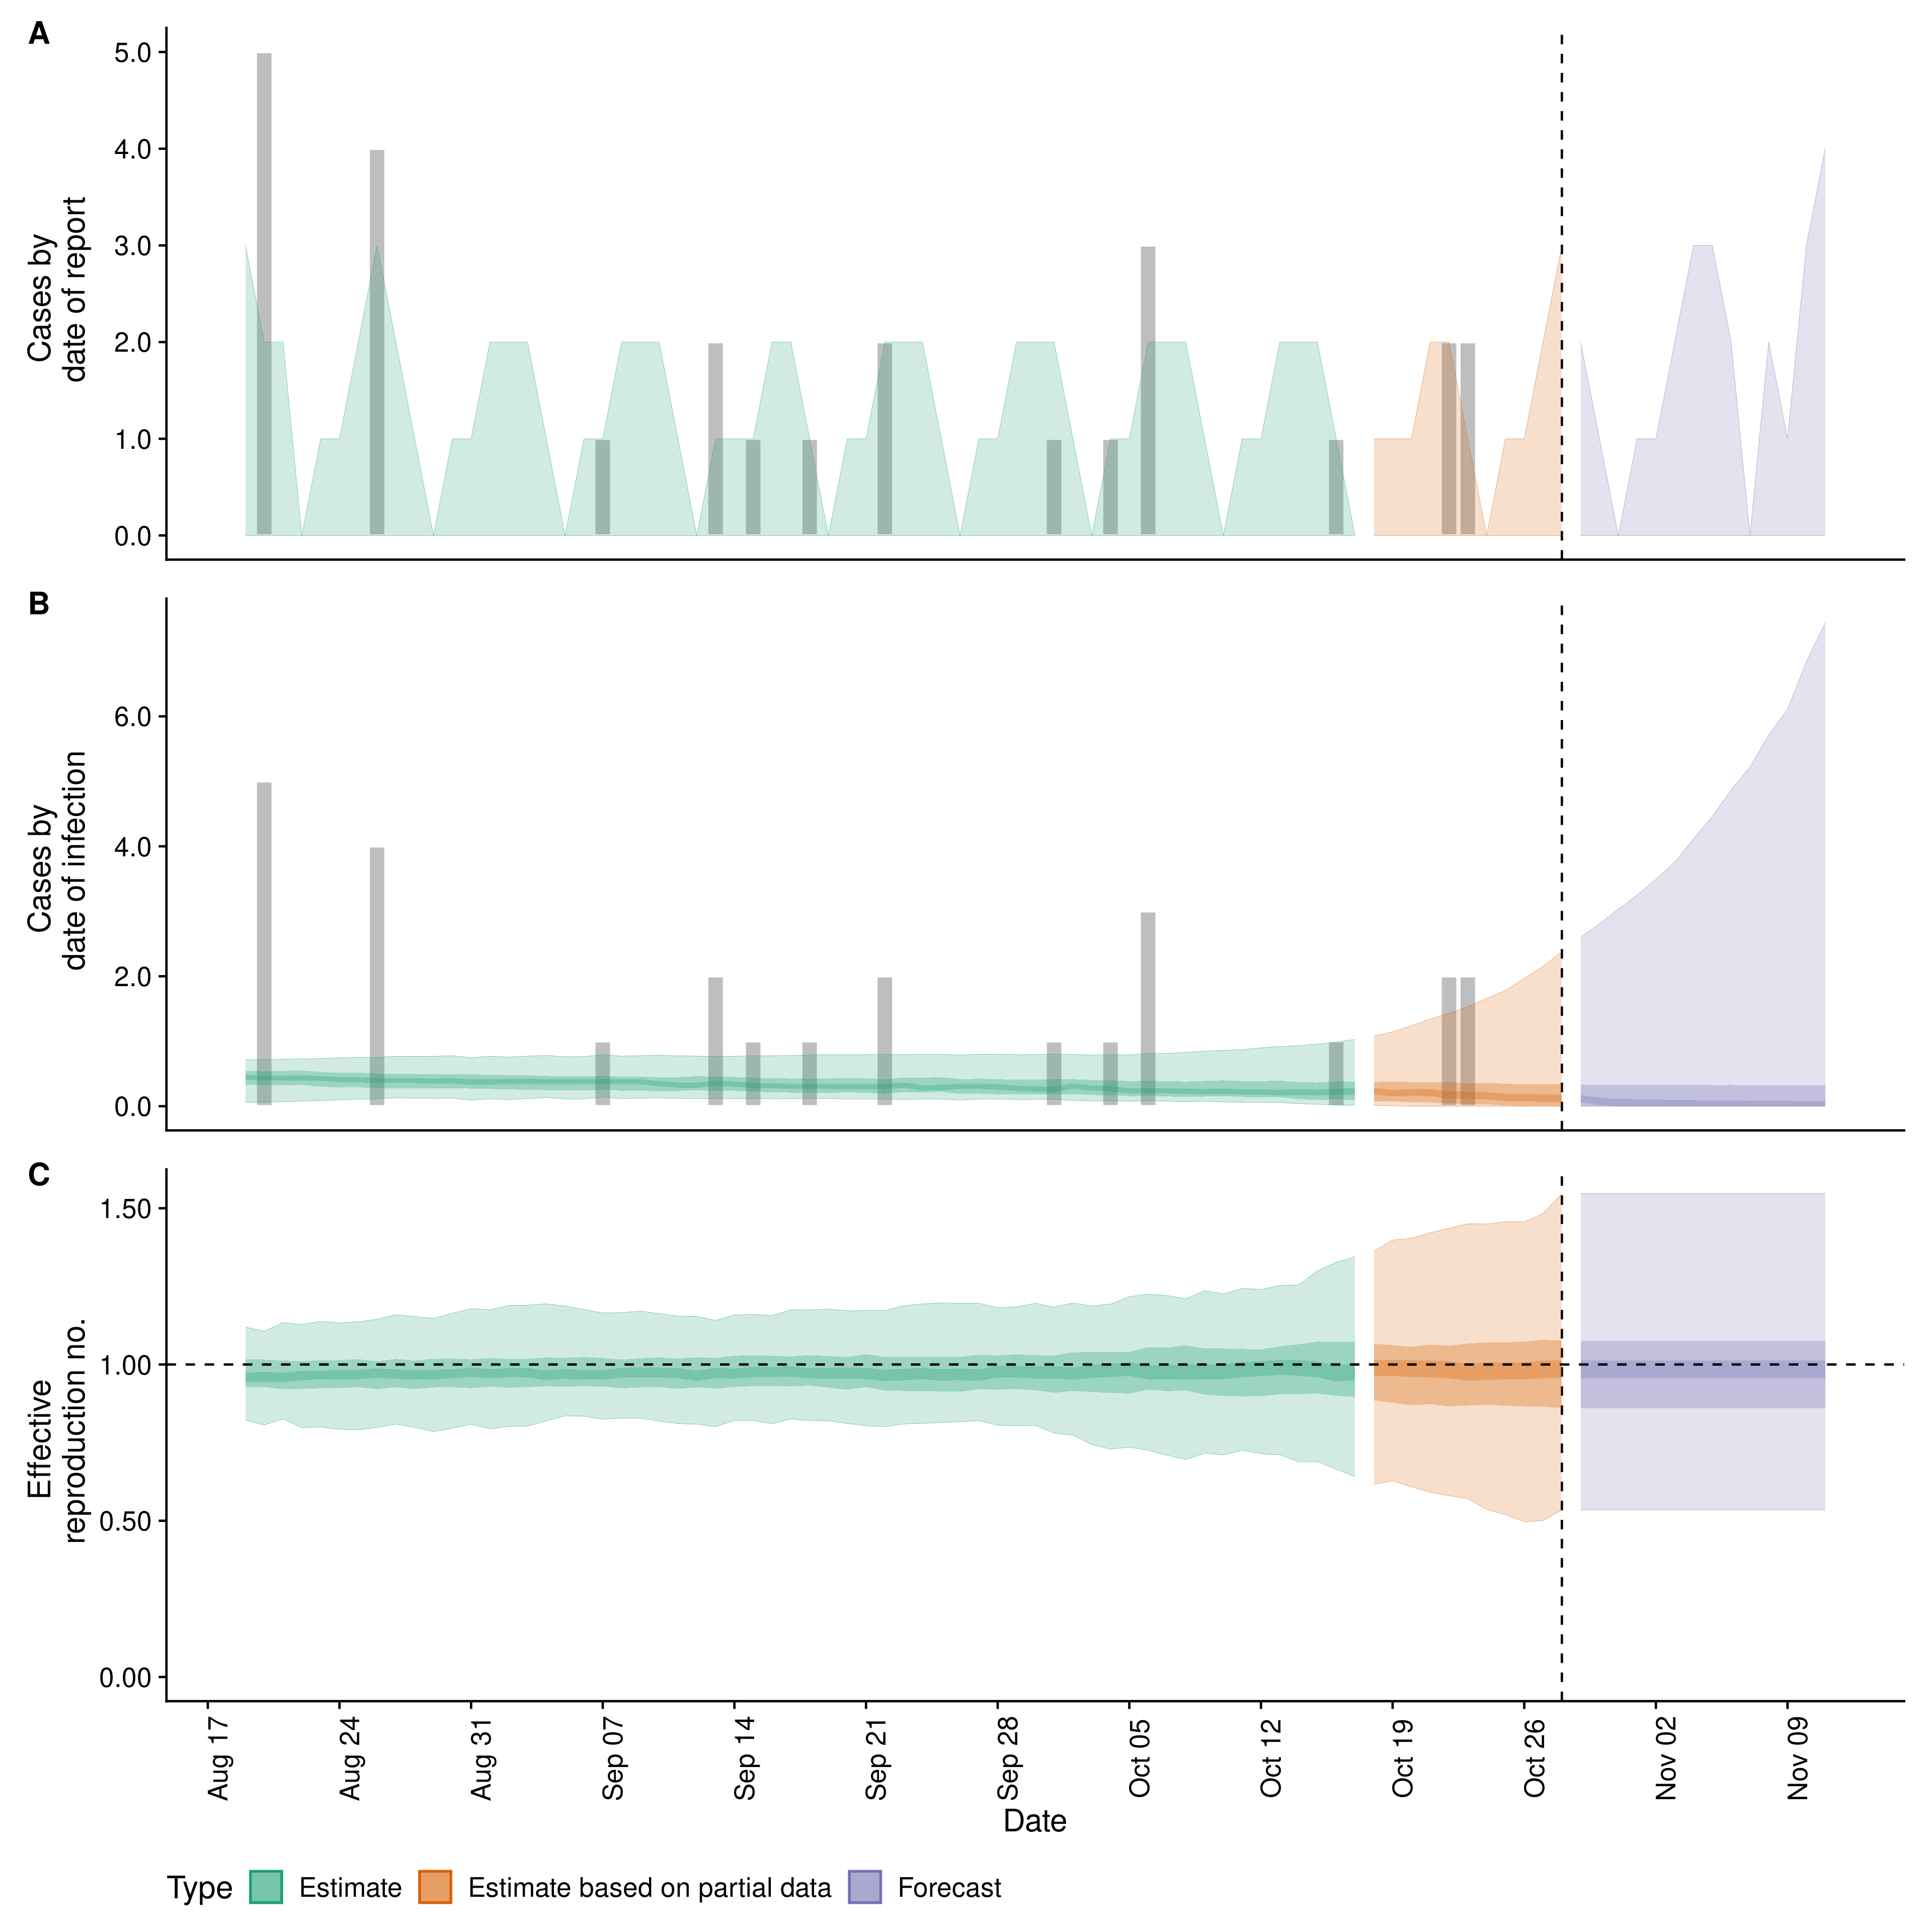 A
5.0
4.0
3.0
2.0
1.0
0.0
Cases by
date of report
B
6.0
4.0
2.0
0.0
Cases by
date of infection
C
1.50
1.00
0.50
0.00
Effective
reproduction no.
Aug 17
Aug 24
Aug 31
Sep 07
Sep 14
Sep 21
Sep 28
Oct 05
Oct 12
Oct 19
Oct 26
Nov 02
Nov 09
Date
Type Estimate Estimate based on partial data Forecast